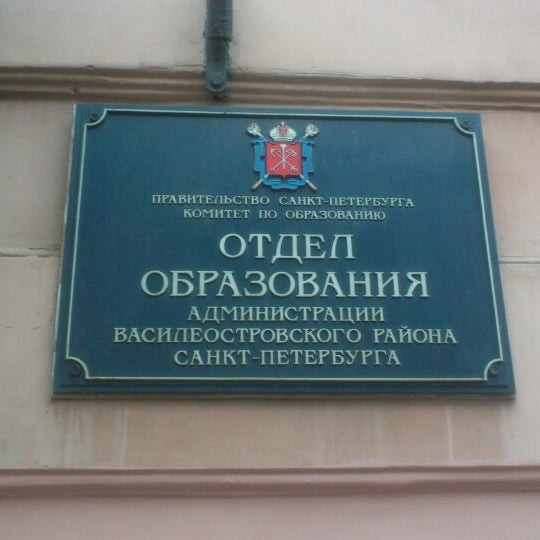 ПРАВИТЕЛЬСТВО САНКТ-ПЕТЕРБУРГА
КОМИТЕТ ПО ОБРАЗОВАНИЮ
ОТДЕЛ
ОБРАЗОВАНИЯ
АДМИНИСТРАЦИИ
ВАСИЛЕОСТРОВСКОГО РАЙОНА
САНКТ-ПЕТЕРБУРГА